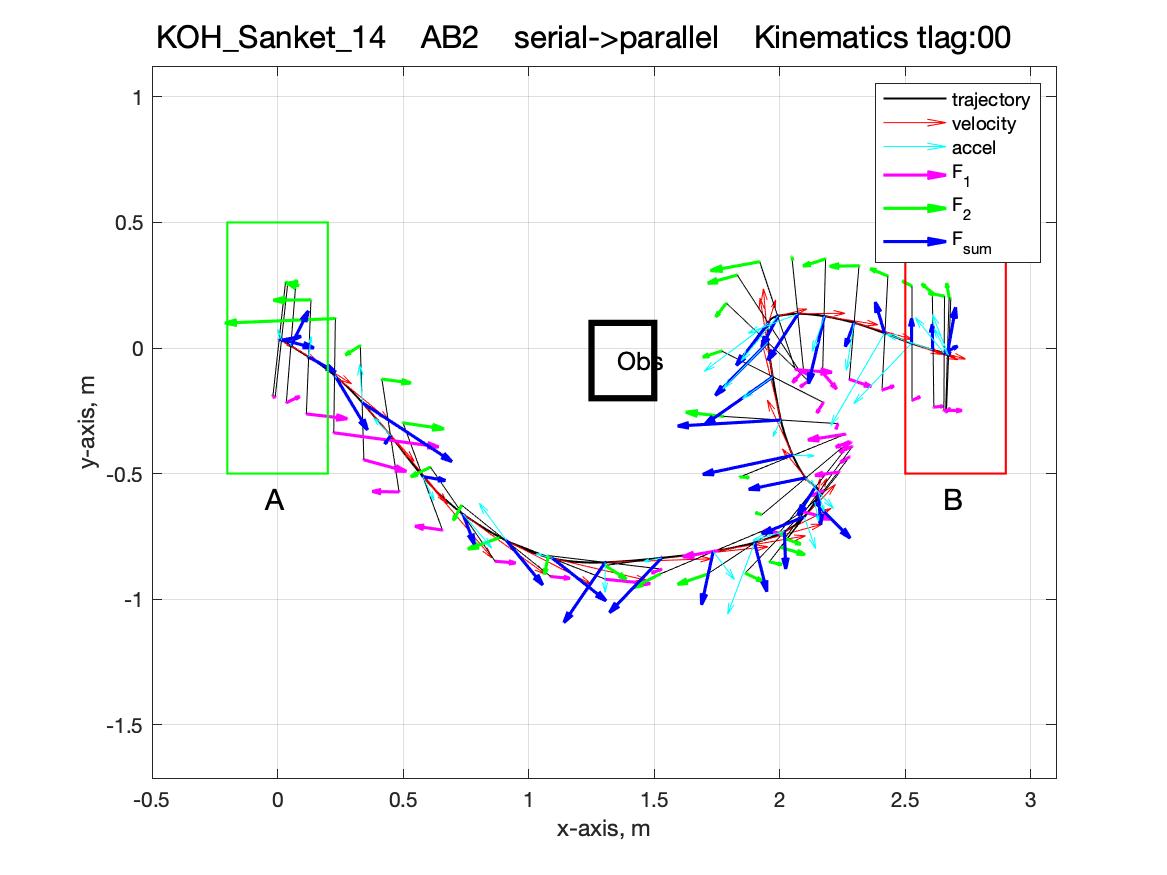 KOH_Sanket_14 AB2 serial->parallel Kinematics tlag:00
trajectory
velocity
accel
F1
F2
Fsum
1
0.5
0
-0.5
-1
-1.5
y-axis, m
Obs
A
B
-0.5 0 0.5 1 1.5 2 2.5 3
x-axis, m